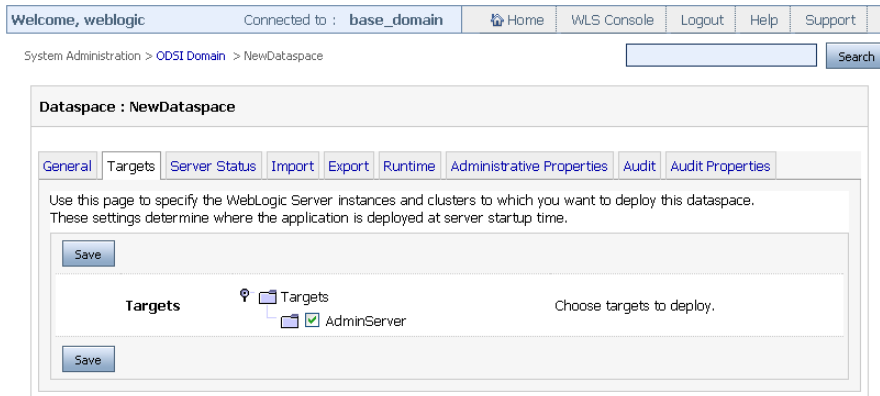 Welcome, weblogic Connected to : base_domain Home WLS Console Logout Help Support
System Administration > ODSI Domain > NewDataspace Search
Dataspace : NewDataspace
General Targets Server Status Import Export Runtime Administrative Properties Audit Audit Properties
Use this page to specify the WebLogic Server instances and clusters to which you want to deploy this dataspace.
These settings determine where the application is deployed at server startup time.
Save
Targets Targets Choose targets to deploy.
AdminServer
Save